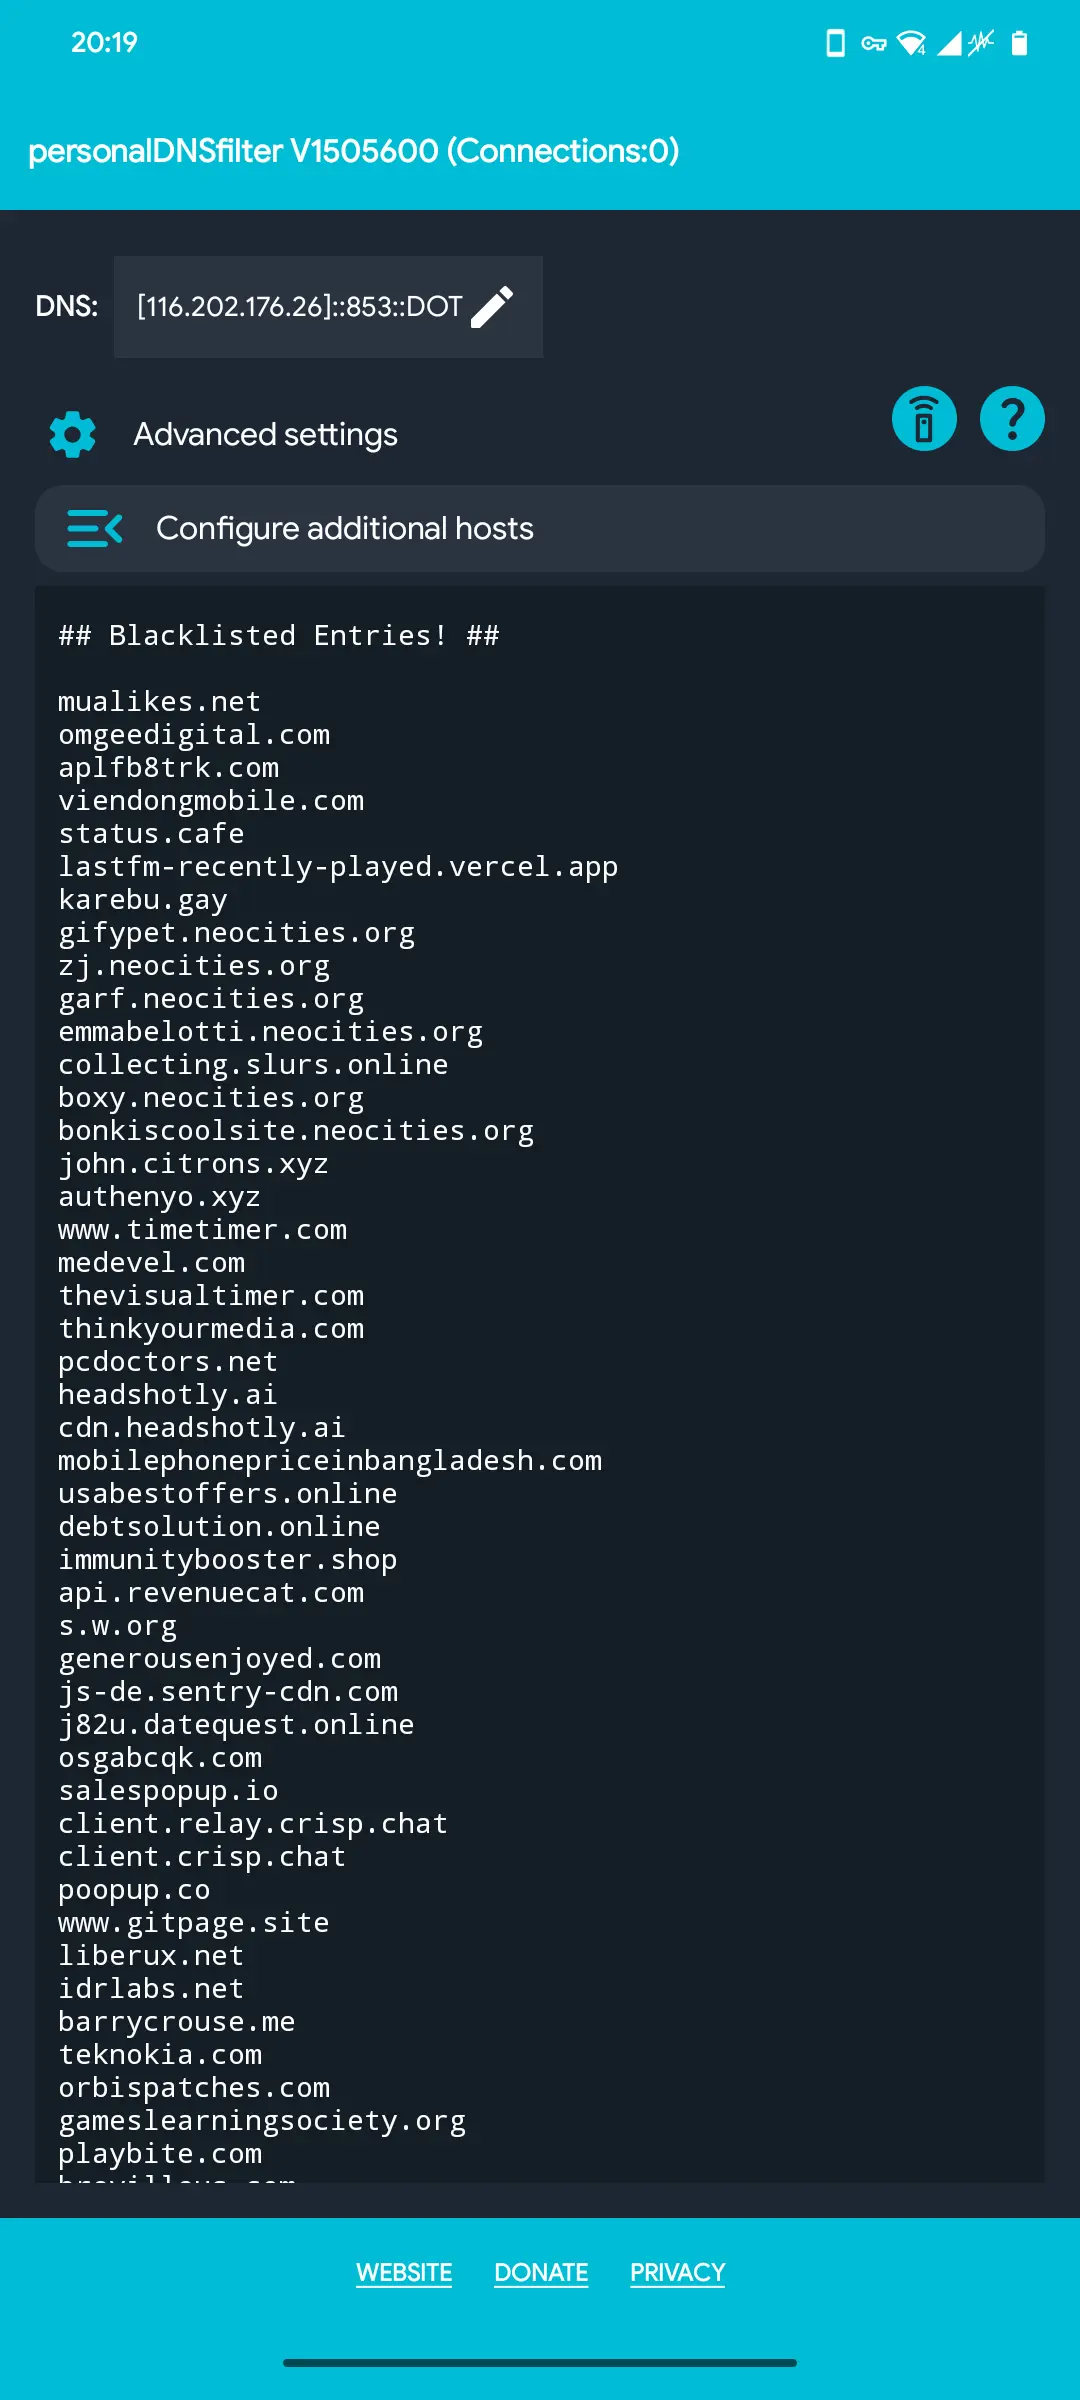 20:19
personalDNSfilter V1505600 (Connections:0)
DNS: [116.202.176.26]::853::DOT
Advanced settings
Configure additional hosts
## Blacklisted Entries! ##
mualikes.net
omgeedigital.com
aplfb8trk.com
viendongmobile.com
status.cafe
lastfm-recently-played.vercel.app
karebu.gay
gifypet.neocities.org
zj.neocities.org
garf.neocities.org
emmabelotti.neocities.org
collecting.slurs.online
boxy.neocities.org
bonkiscoolsite.neocities.org
john.citrons.xyz
authenyo.xyz
www.timetimer.com
medevel.com
thevisualtimer.com
thinkyourmedia.com
pcdoctors.net
headshotly.ai
cdn.headshotly.ai
mobilephonepriceinbangladesh.com
usabestoffers.online
debtsolution.online
immunitybooster.shop
api.revenuecat.com
s.w.org
generousenjoyed.com
js-de.sentry-cdn.com
j82u.datequest.online
osgabcqk.com
salespopup.io
client.relay.crisp.chat
client.crisp.chat
poopup.co
www.gitpage.site
liberux.net
idrlabs.net
barrycrouse.me
teknokia.com
orbispatches.com
gameslearningsociety.org
playbite.com
WEBSITE DONATE PRIVACY